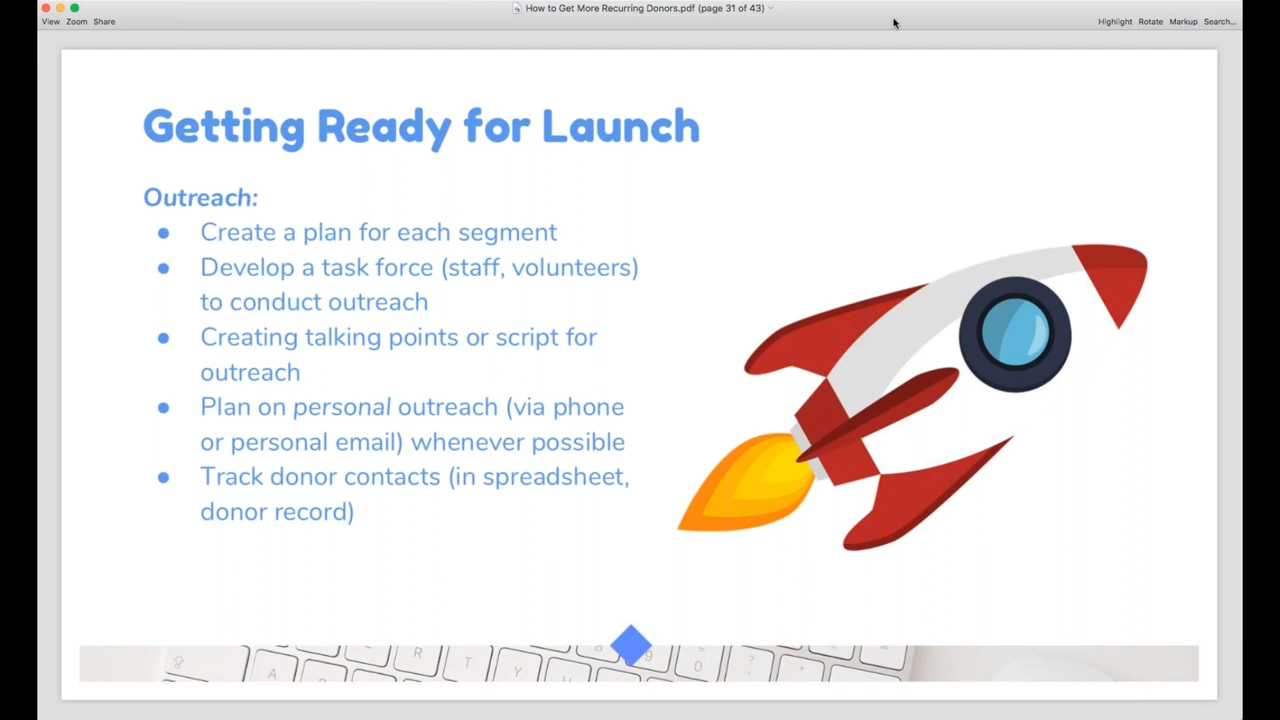 How to Get More Recurring Donors.pdf (page 31 of 43)
View Zoom Share
Highlight Rotate Markup Search...
Getting Ready for Launch
Outreach:
● Create a plan for each segment
● Develop a task force (staff, volunteers)
to conduct outreach
● Creating talking points or script for
outreach
● Plan on personal outreach (via phone
or personal email) whenever possible
● Track donor contacts (in spreadsheet,
donor record)
R T Y U 8 9 0
A